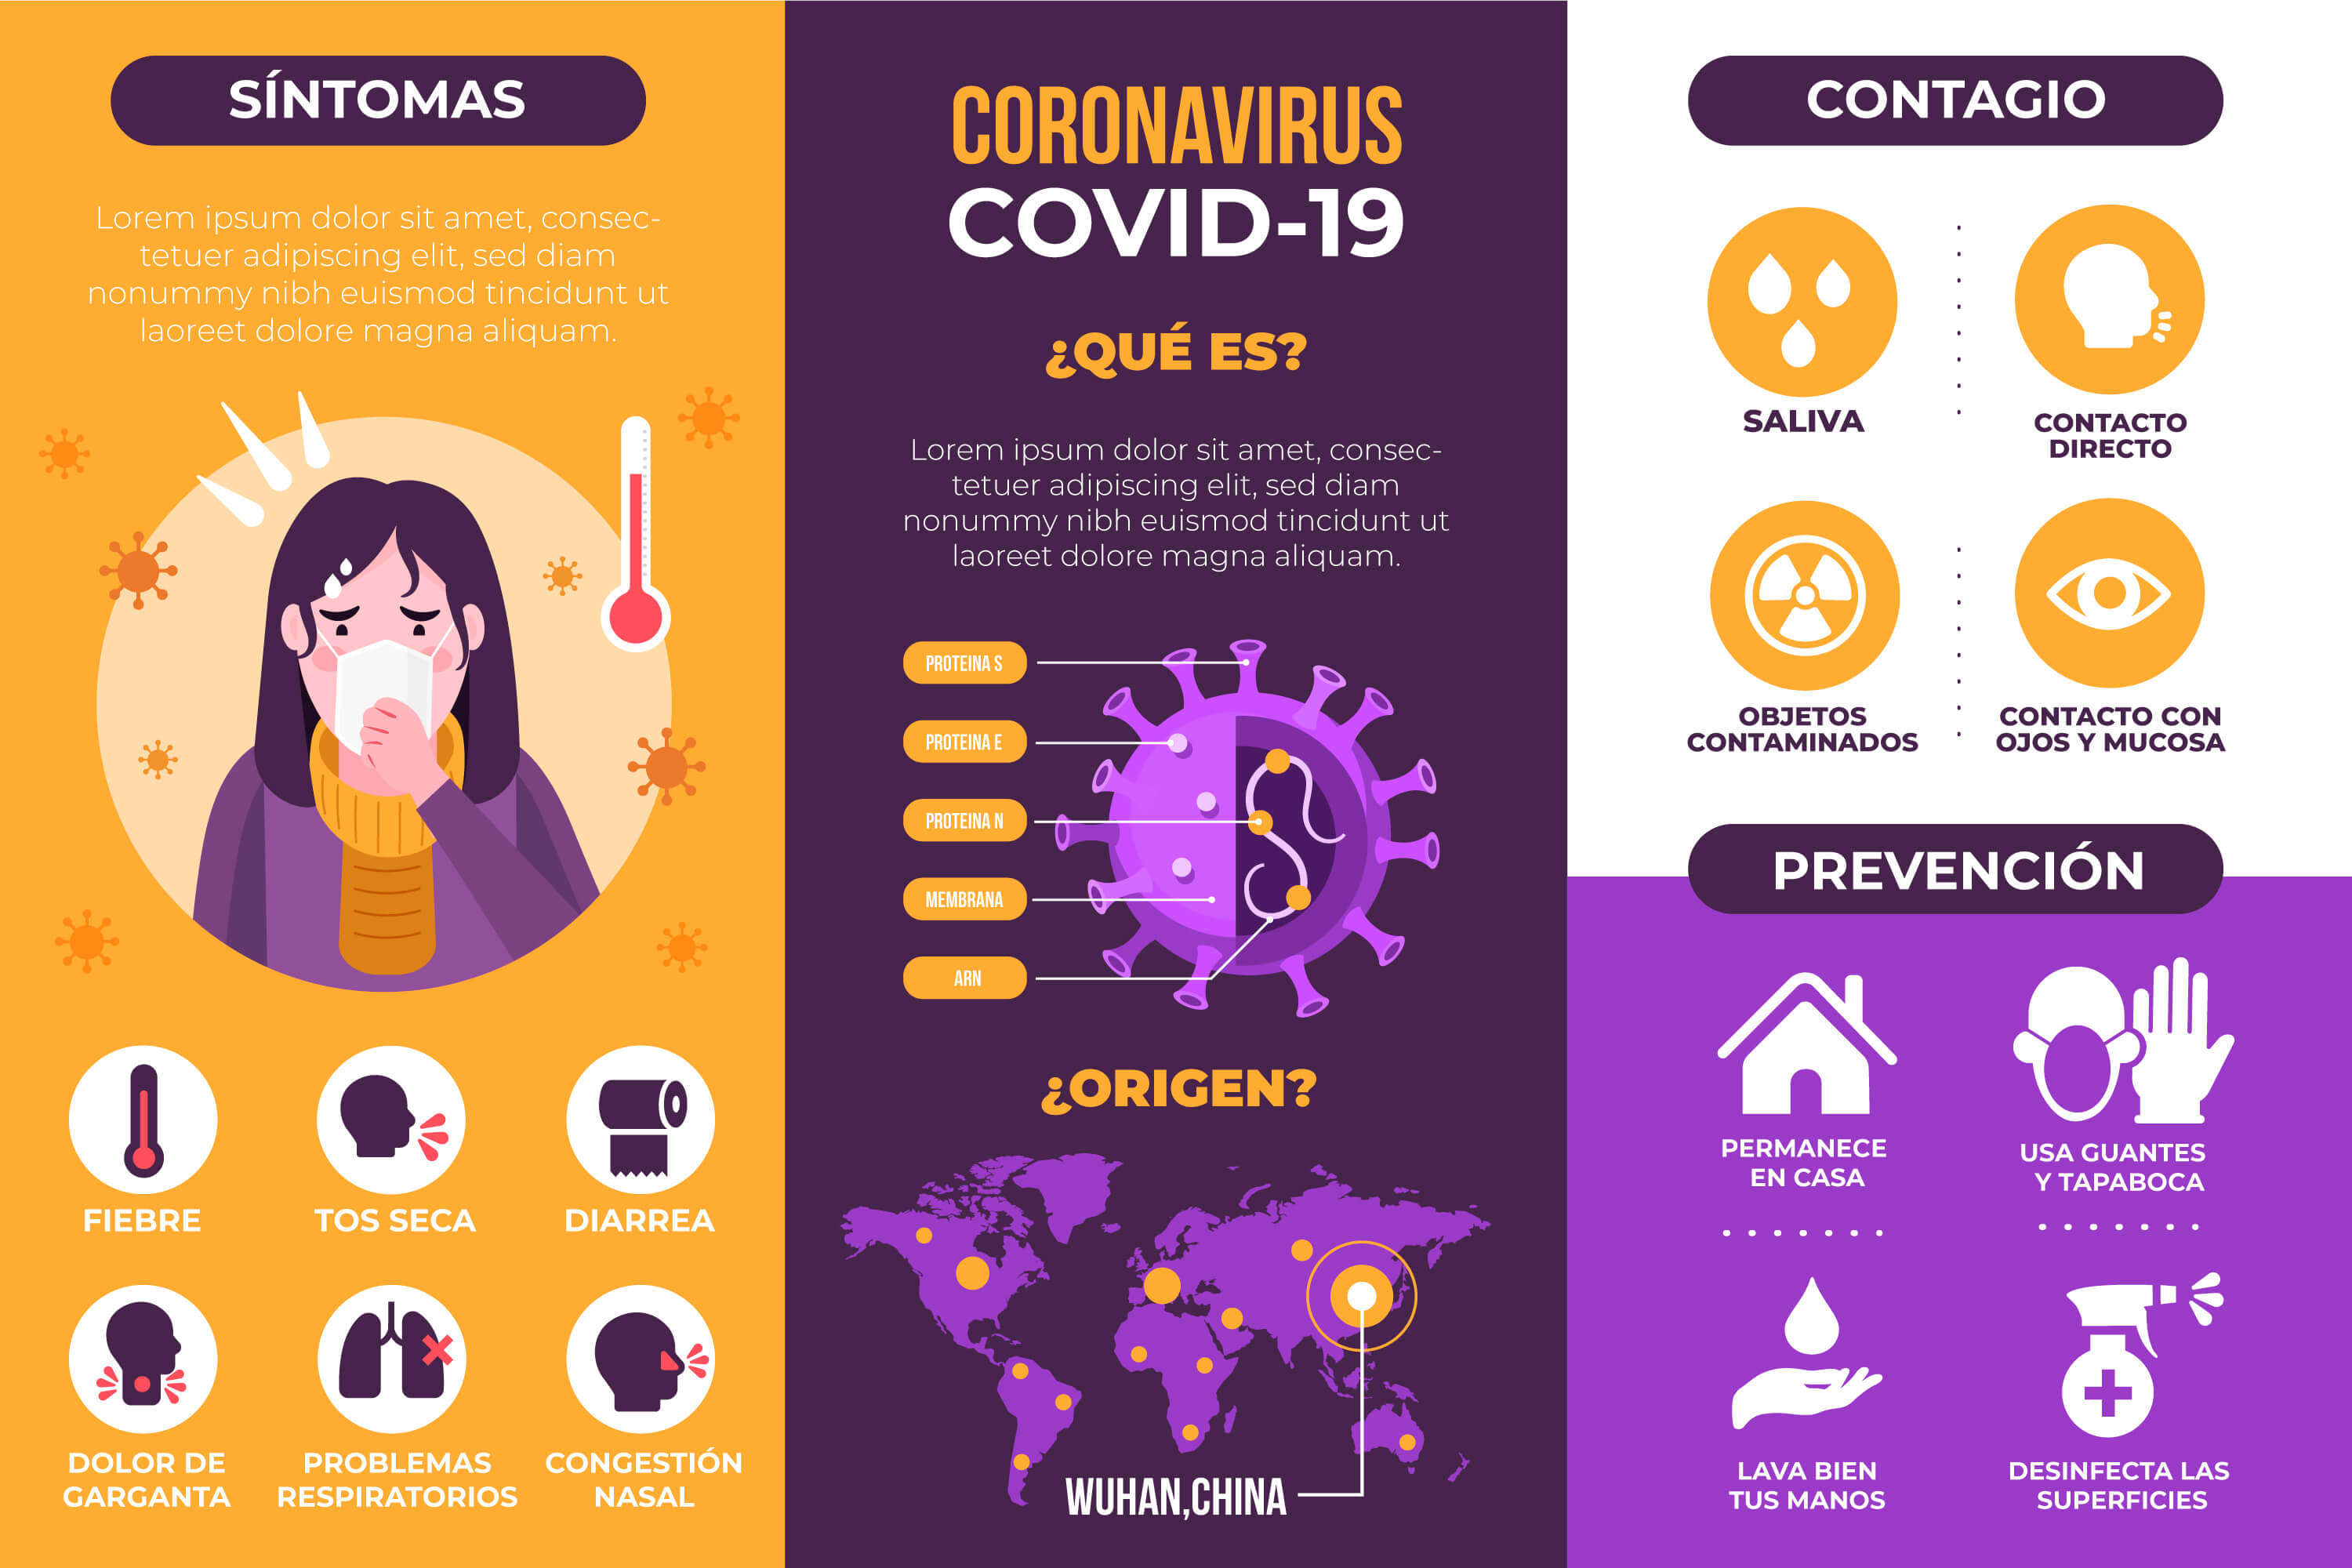 SÍNTOMAS
Lorem ipsum dolor sit amet, consec-
tetuer adipiscing elit, sed diam
nonummy nibh euismod tincidunt ut
laoreet dolore magna aliquam.
FIEBRE
TOS SECA
DIARREA
DOLOR DE
GARGANTA
PROBLEMAS
RESPIRATORIOS
CONGESTIÓN
NASAL
CORONAVIRUS
COVID-19
¿QUÉ ES?
Lorem ipsum dolor sit amet, consec-
tetuer adipiscing elit, sed diam
nonummy nibh euismod tincidunt ut
laoreet dolore magna aliquam.
PROTEINA S
PROTEINA E
PROTEINA N
MEMBRANA
ARN
¿ORIGEN?
WUHAN,CHINA
CONTAGIO
SALIVA
CONTACTO
DIRECTO
OBJETOS
CONTAMINADOS
CONTACTO CON
OJOS Y MUCOSA
PREVENCIÓN
PERMANECE
EN CASA
USA GUANTES
Y TAPABOCA
LAVA BIEN
TUS MANOS
DESINFECTA LAS
SUPERFICIES